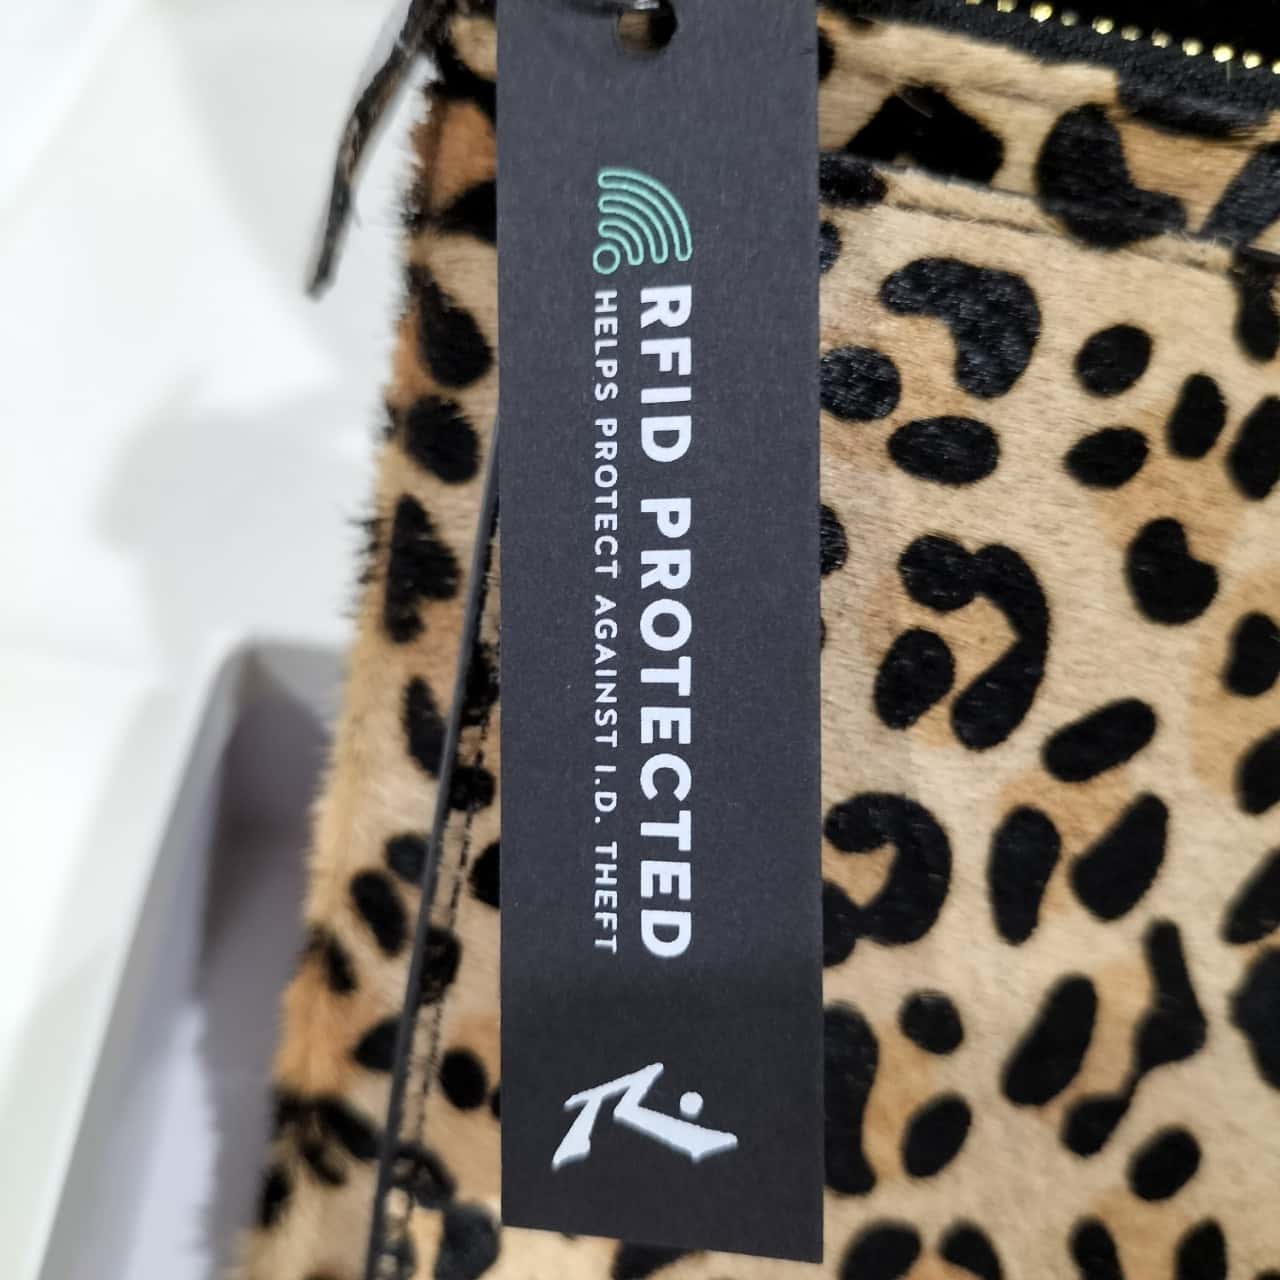 RFID PROTECTED
HELPS PROTECT AGAINST I.D. THEFT